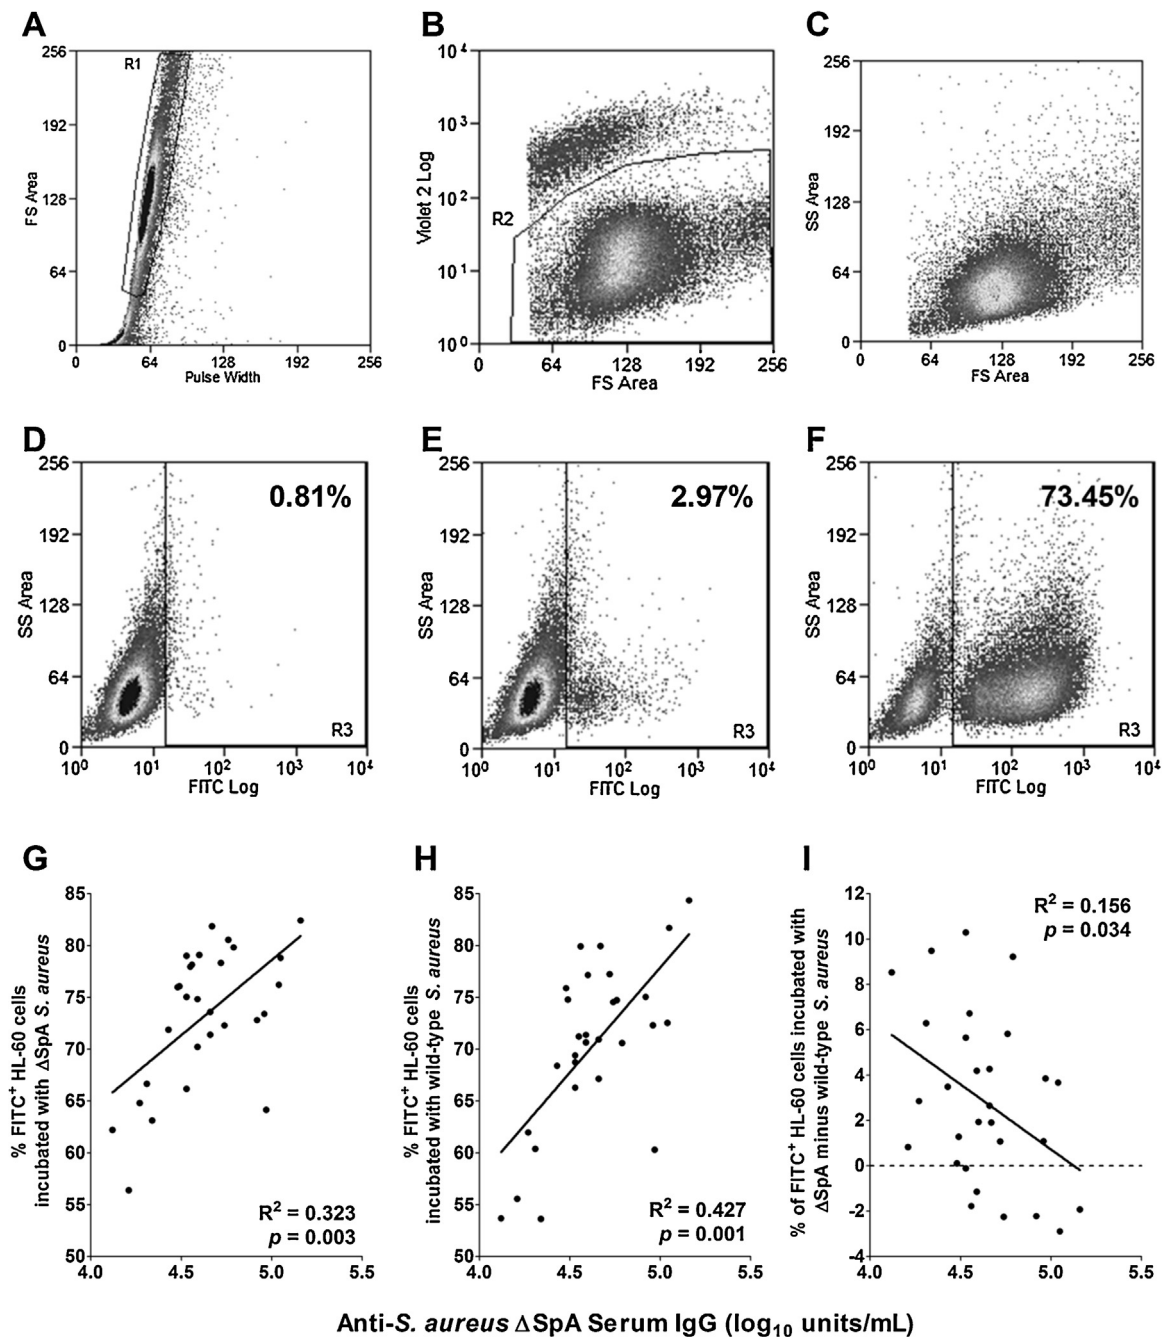 A
B
C
256
192
128
64
0
FS Area
R1
0
64
128
192
256
Pulse Width
10⁴
10³
10²
10¹
10⁰
Violet 2 Log
R2
0
64
128
192
256
FS Area
256
192
128
64
0
SS Area
64
128
192
256
FS Area
D
E
F
256
192
128
64
0
SS Area
0.81%
R3
10⁰
10¹
10²
10³
10⁴
FITC Log
256
192
128
64
0
SS Area
2.97%
R3
10⁰
10¹
10²
10³
10⁴
FITC Log
256
192
128
64
0
SS Area
73.45%
R3
10⁰
10¹
10²
10³
10⁴
FITC Log
G
H
I
% FITC⁺ HL-60 cells
incubated with ΔSpA S. aureus
85
80
75
70
65
60
55
50
R² = 0.323
p = 0.003
4.0
4.5
5.0
5.5
% FITC⁺ HL-60 cells
incubated with wild-type S. aureus
85
80
75
70
65
60
55
50
R² = 0.427
p = 0.001
4.0
4.5
5.0
5.5
% of FITC⁺ HL-60 cells incubated with
ΔSpA minus wild-type S. aureus
12
10
8
6
4
2
0
-2
-4
R² = 0.156
p = 0.034
4.0
4.5
5.0
5.5
Anti-S. aureus ΔSpA Serum IgG (log₁₀ units/mL)